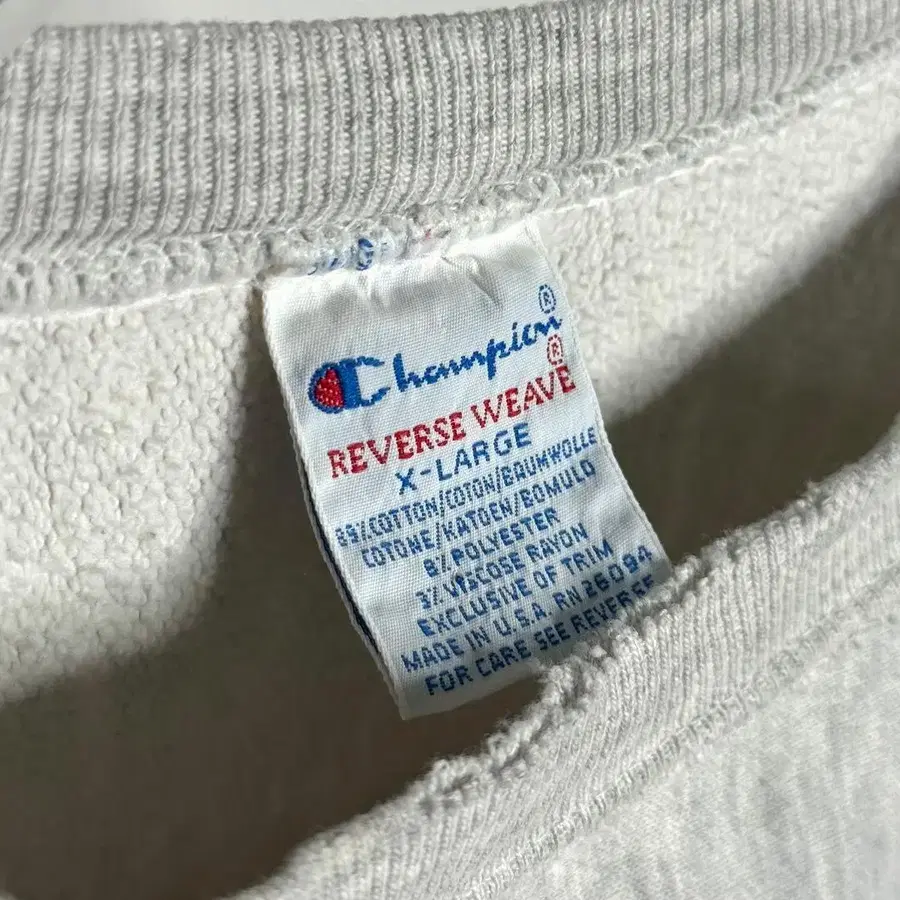 Champion®
REVERSE WEAVE®
X-LARGE
89% COTTON/COTON/BAUMWOLLE
COTONE/KATOEN/BOMULD
8% POLYESTER
3% VISCOSE RAYON
EXCLUSIVE OF TRIM
MADE IN U.S.A. RN 26094
FOR CARE SEE REVERSE